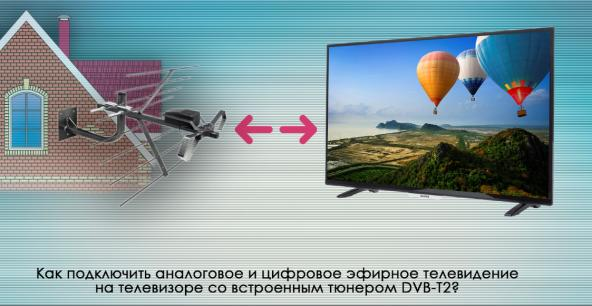 Как подключить аналоговое и цифровое эфирное телевидение
на телевизоре со встроенным тюнером DVB-T2?